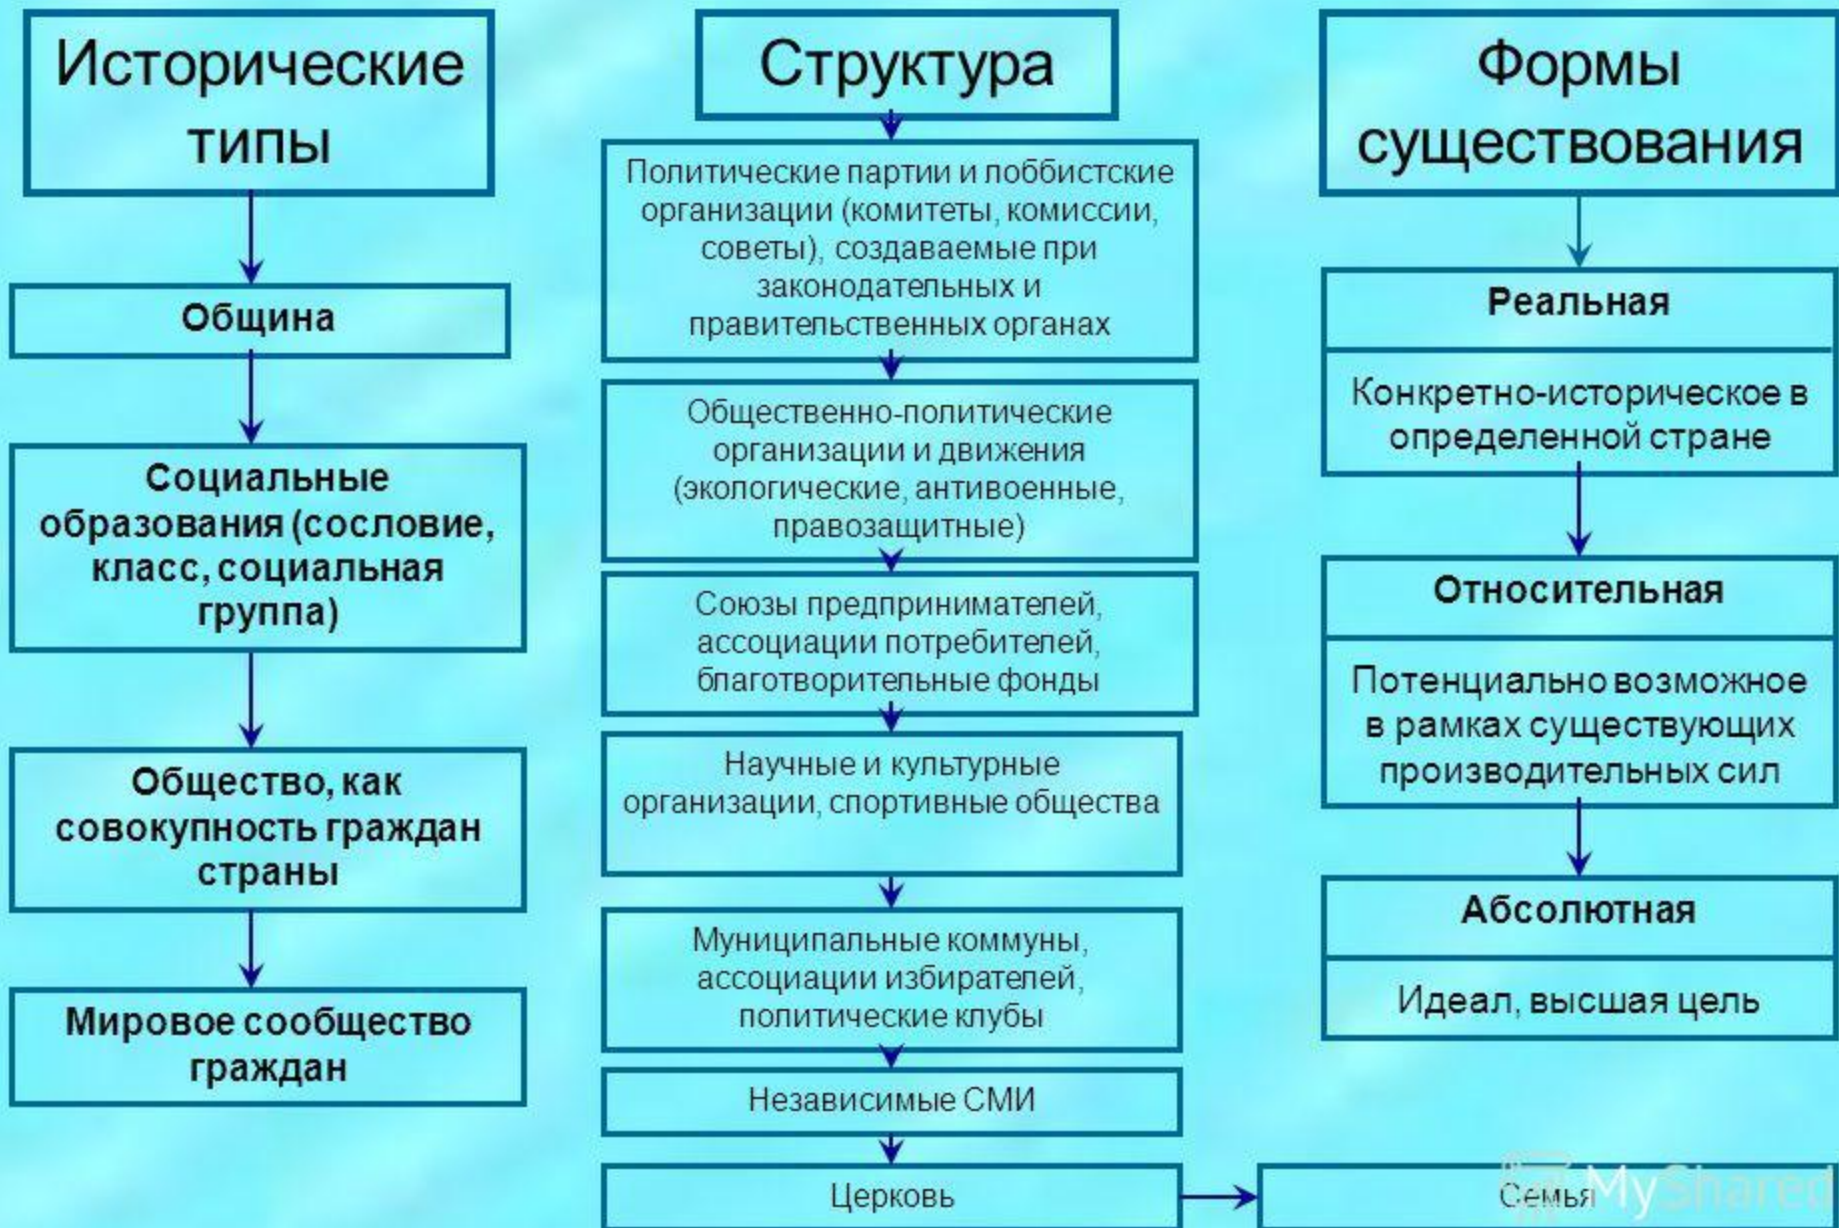 Исторические
типы
Община
Социальные
образования (сословие,
класс, социальная
группа)
Общество, как
совокупность граждан
страны
Мировое сообщество
граждан
Структура
Политические партии и лоббистские
организации (комитеты, комиссии,
советы), создаваемые при
законодательных и
правительственных органах
Общественно-политические
организации и движения
(экологические, антивоенные,
правозащитные)
Союзы предпринимателей,
ассоциации потребителей,
благотворительные фонды
Научные и культурные
организации, спортивные общества
Муниципальные коммуны,
ассоциации избирателей,
политические клубы
Независимые СМИ
Церковь
Семья
Формы
существования
Реальная
Конкретно-историческое в
определенной стране
Относительная
Потенциально возможное
в рамках существующих
производительных сил
Абсолютная
Идеал, высшая цель
MyShared